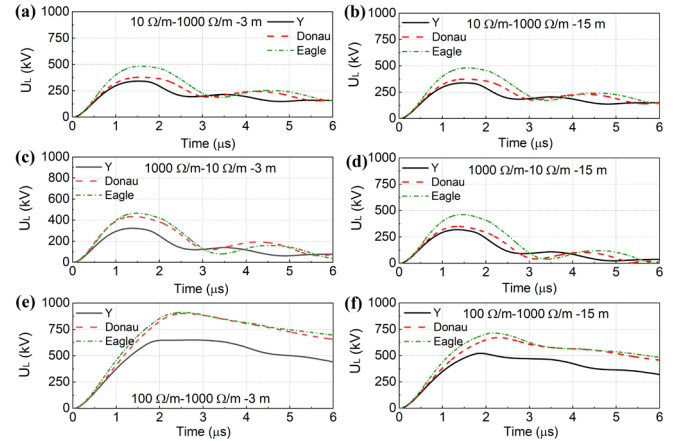 (a) 10 Ω/m-1000 Ω/m -3 m
Y
Donau
Eagle
1000
750
500
250
0
U_L (kV)
0 1 2 3 4 5 6
Time (μs)
(b) 10 Ω/m-1000 Ω/m -15 m
Y
Donau
Eagle
1000
750
500
250
0
U_L (kV)
0 1 2 3 4 5 6
Time (μs)
(c) 1000 Ω/m-10 Ω/m -3 m
Y
Donau
Eagle
1000
800
600
400
200
0
U_L (kV)
0 1 2 3 4 5 6
Time (μs)
(d) 1000 Ω/m-10 Ω/m -15 m
Y
Donau
Eagle
1000
750
500
250
0
U_L (kV)
0 1 2 3 4 5 6
Time (μs)
(e)
Y
Donau
Eagle
100 Ω/m-1000 Ω/m -3 m
1000
750
500
250
0
U_L (kV)
0 1 2 3 4 5 6
Time (μs)
(f) 100 Ω/m-1000 Ω/m -15 m
Y
Donau
Eagle
1000
750
500
250
0
U_L (kV)
0 1 2 3 4 5 6
Time (μs)